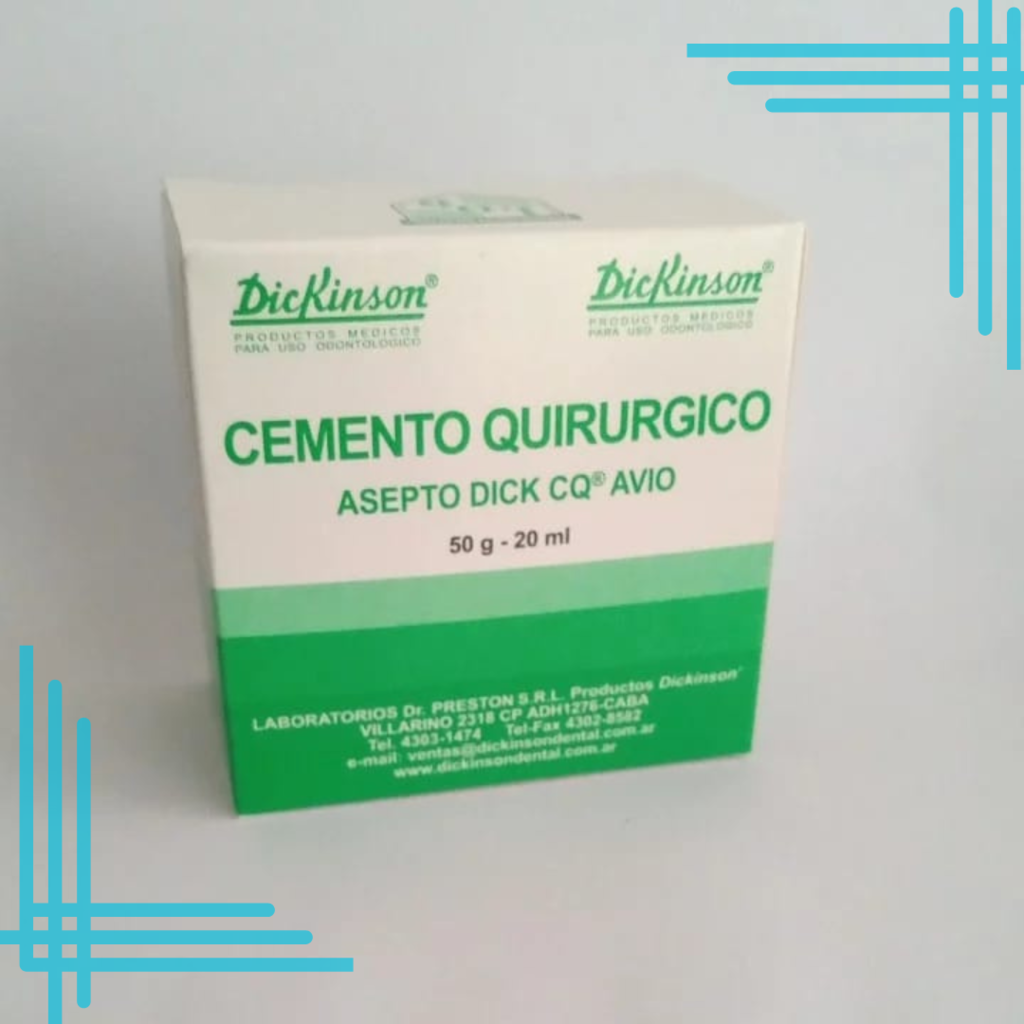 Dickinson®
PRODUCTOS MEDICOS
PARA USO ODONTOLOGICO
Dickinson®
PRODUCTOS MEDICOS
PARA USO ODONTOLOGICO
CEMENTO QUIRURGICO
ASEPTO DICK CQ® AVIO
50 g - 20 ml
LABORATORIOS Dr. PRESTON S.R.L. Productos Dickinson®
VILLARINO 2318 CP ADH1276-CABA
Tel. 4303-1474 Tel-Fax 4302-8582
e-mail: ventas@dickinsondental.com.ar
www.dickinsondental.com.ar